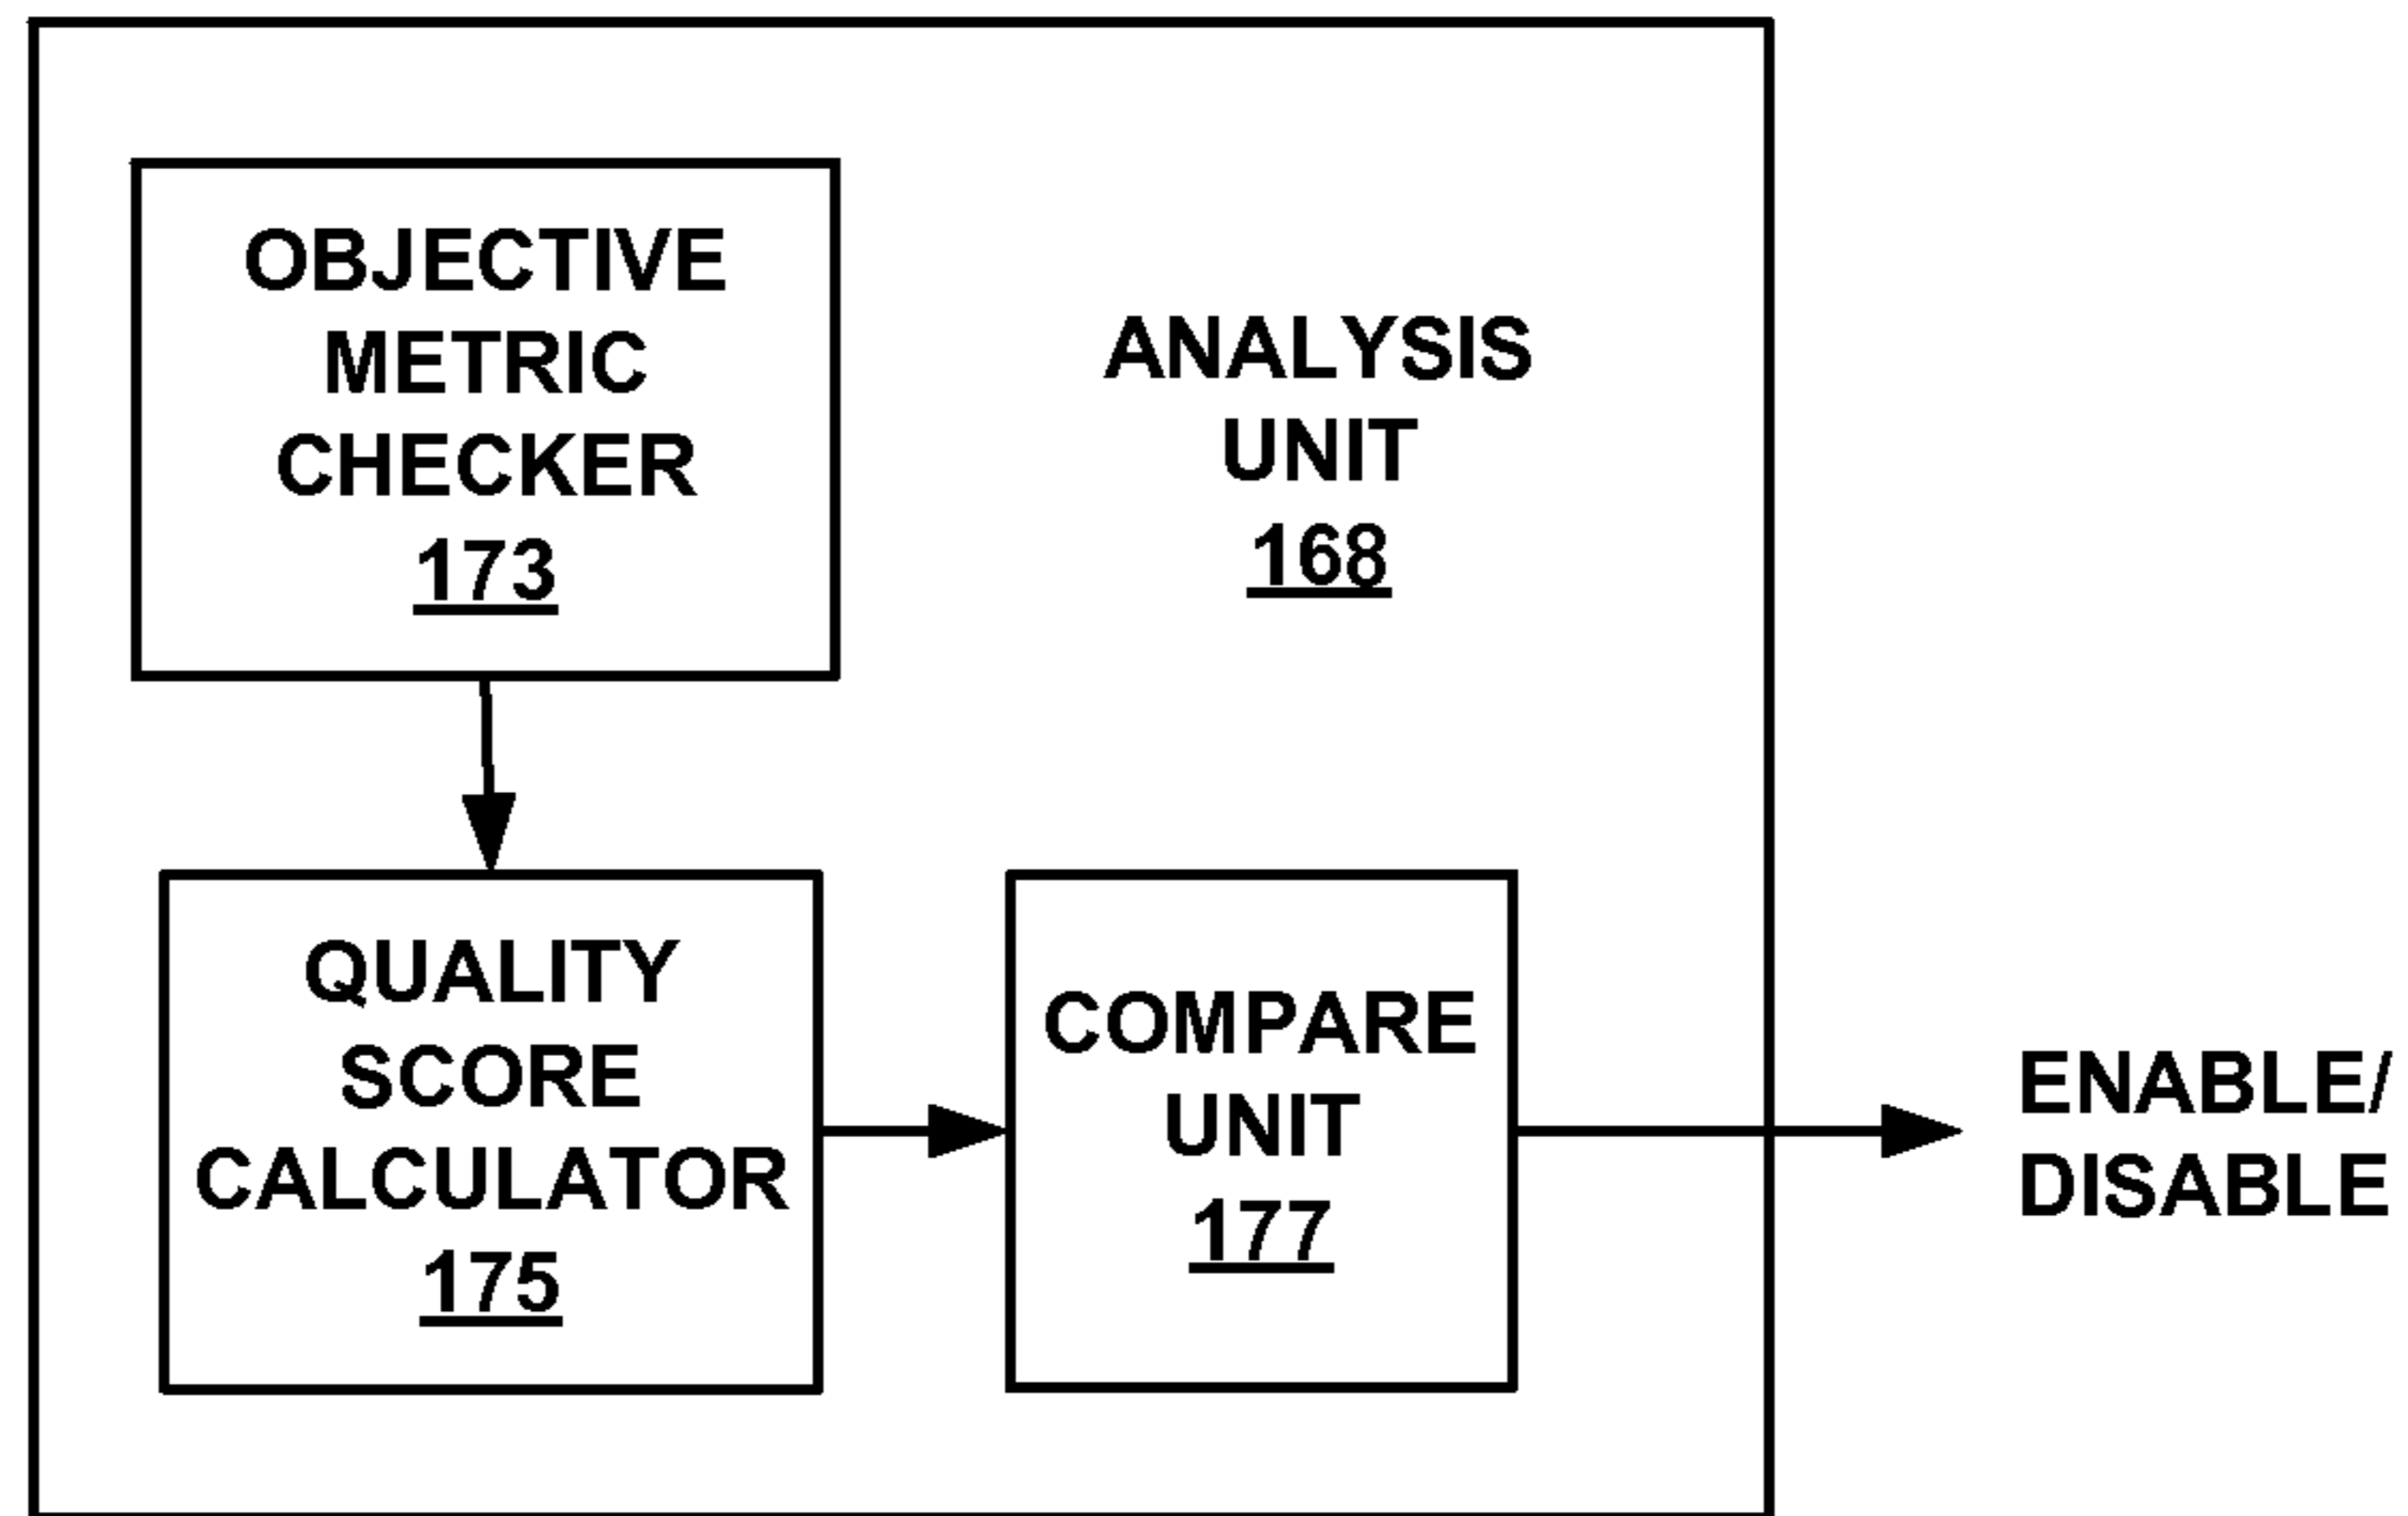 OBJECTIVE
METRIC
CHECKER
173
ANALYSIS
UNIT
168
QUALITY
SCORE
CALCULATOR
175
COMPARE
UNIT
177
ENABLE/
DISABLE